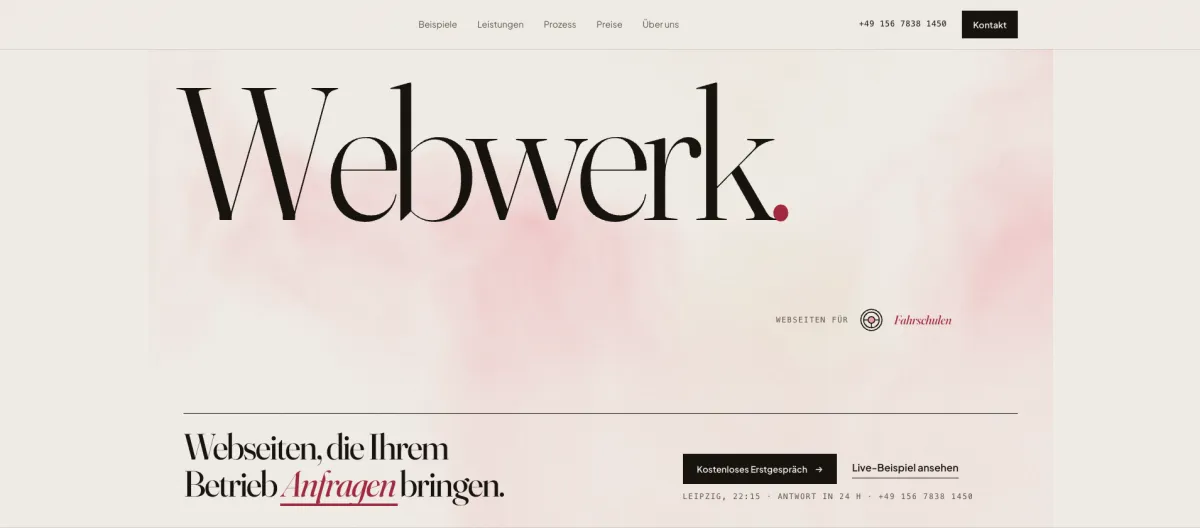 Beispiele Leistungen Prozess Preise Über uns +49 156 7838 1450 Kontakt
Webwerk.
WEBSEITEN FÜR Fahrschulen
Webseiten, die Ihrem
Betrieb Anfragen bringen.
Kostenloses Erstgespräch → Live-Beispiel ansehen
LEIPZIG, 22:15 · ANTWORT IN 24 H · +49 156 7838 1450